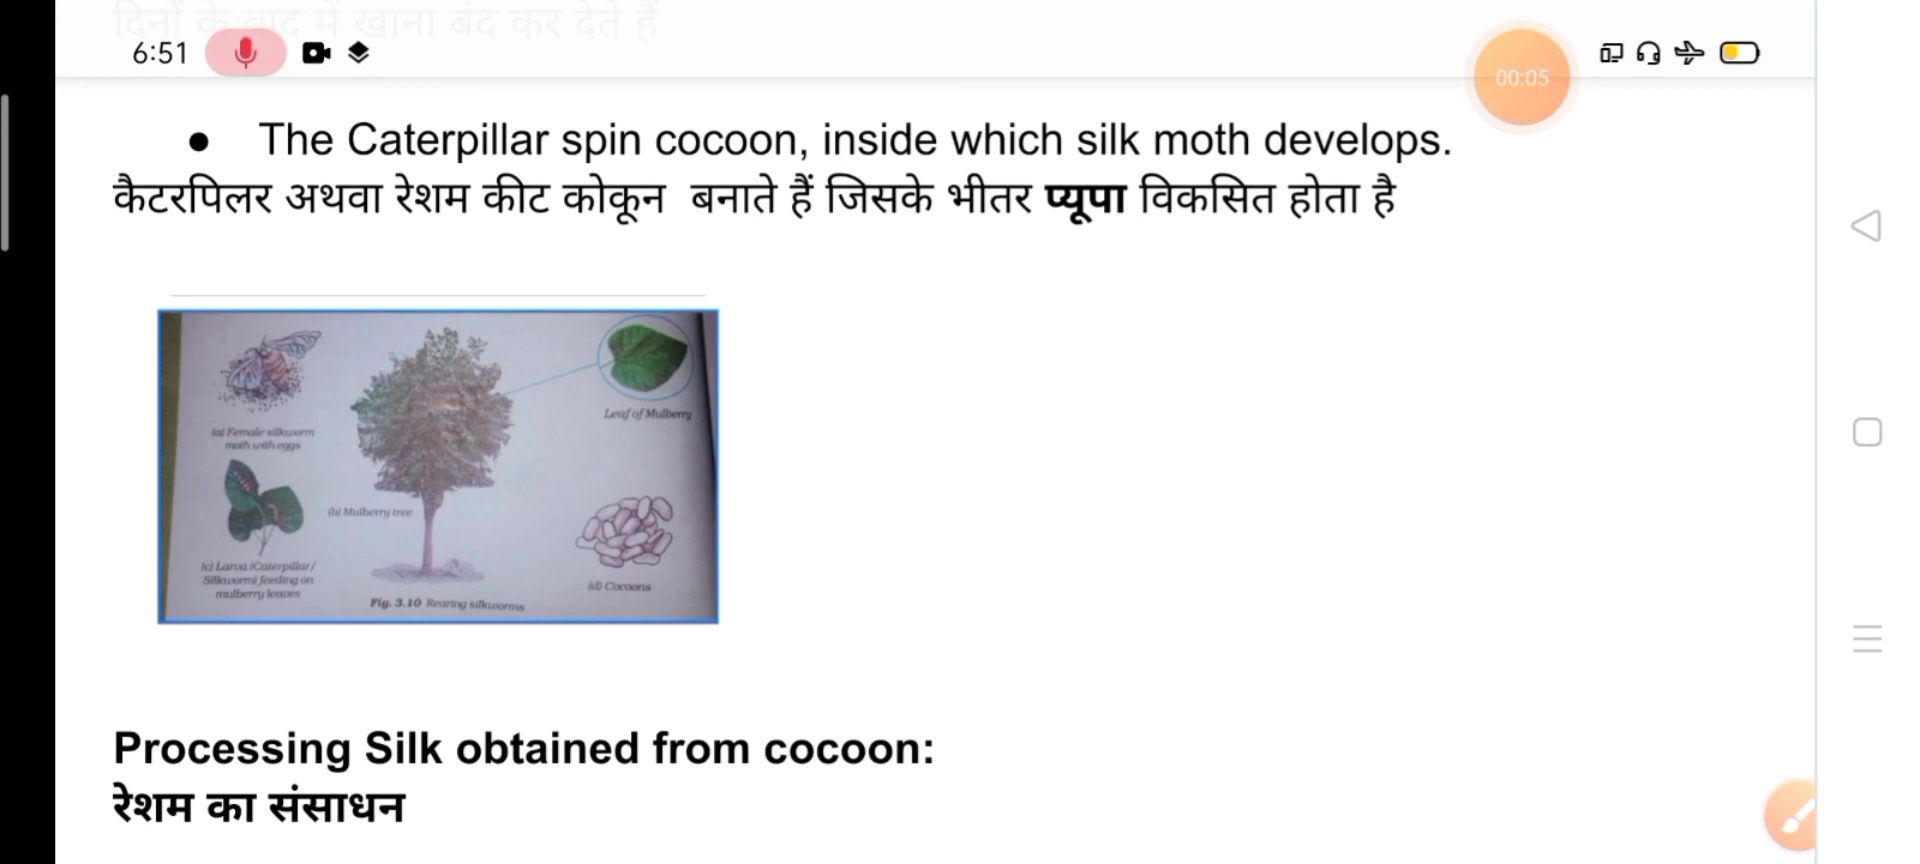 दिनों के बाद में खाना बंद कर देते हैं
6:51
00:05
● The Caterpillar spin cocoon, inside which silk moth develops.
कैटरपिलर अथवा रेशम कीट कोकून बनाते हैं जिसके भीतर प्यूपा विकसित होता है
Leaf of Mulberry
(a) Female silkworm
moth with eggs
(b) Mulberry tree
(c) Larva (Caterpillar/
Silkworm) feeding on
mulberry leaves
(d) Cocoons
Fig. 3.10 Rearing silkworms
Processing Silk obtained from cocoon:
रेशम का संसाधन